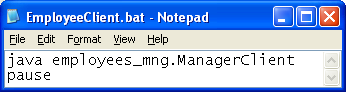 EmployeeClient.bat - Notepad
File Edit Format View Help
java employees_mng.ManagerClient
pause